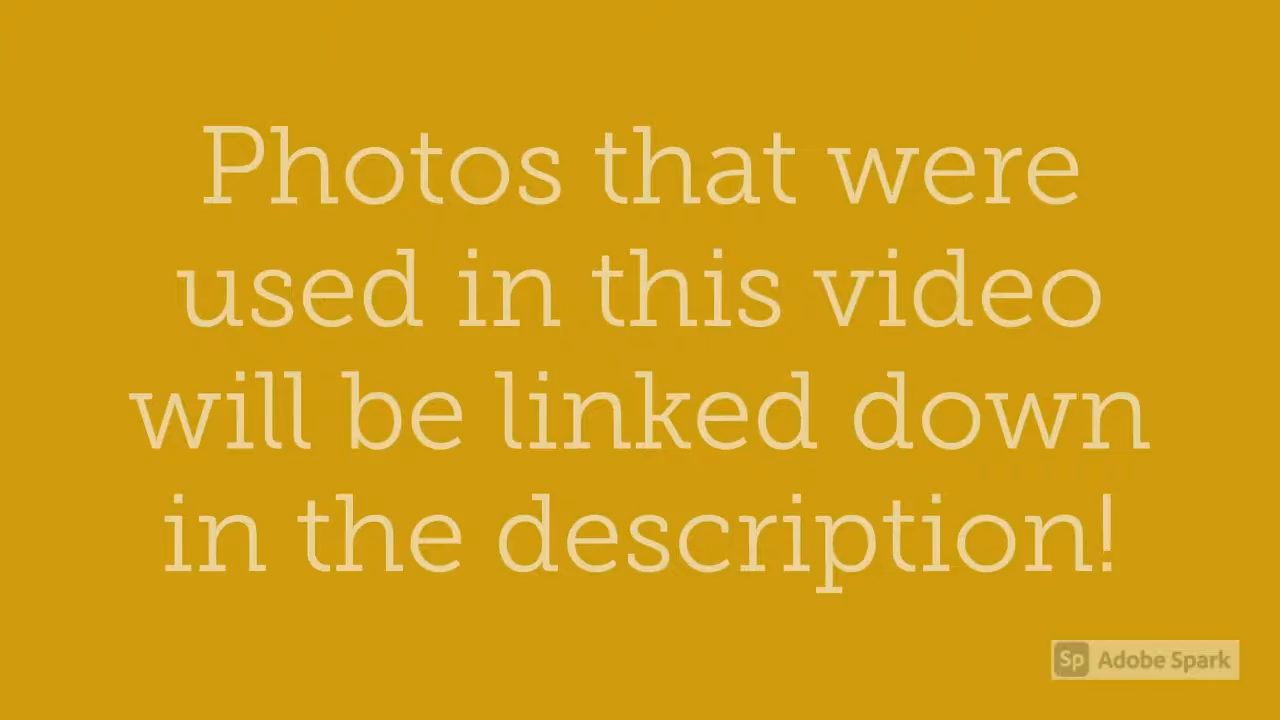 Photos that were
used in this video
will be linked down
in the description!
Sp Adobe Spark